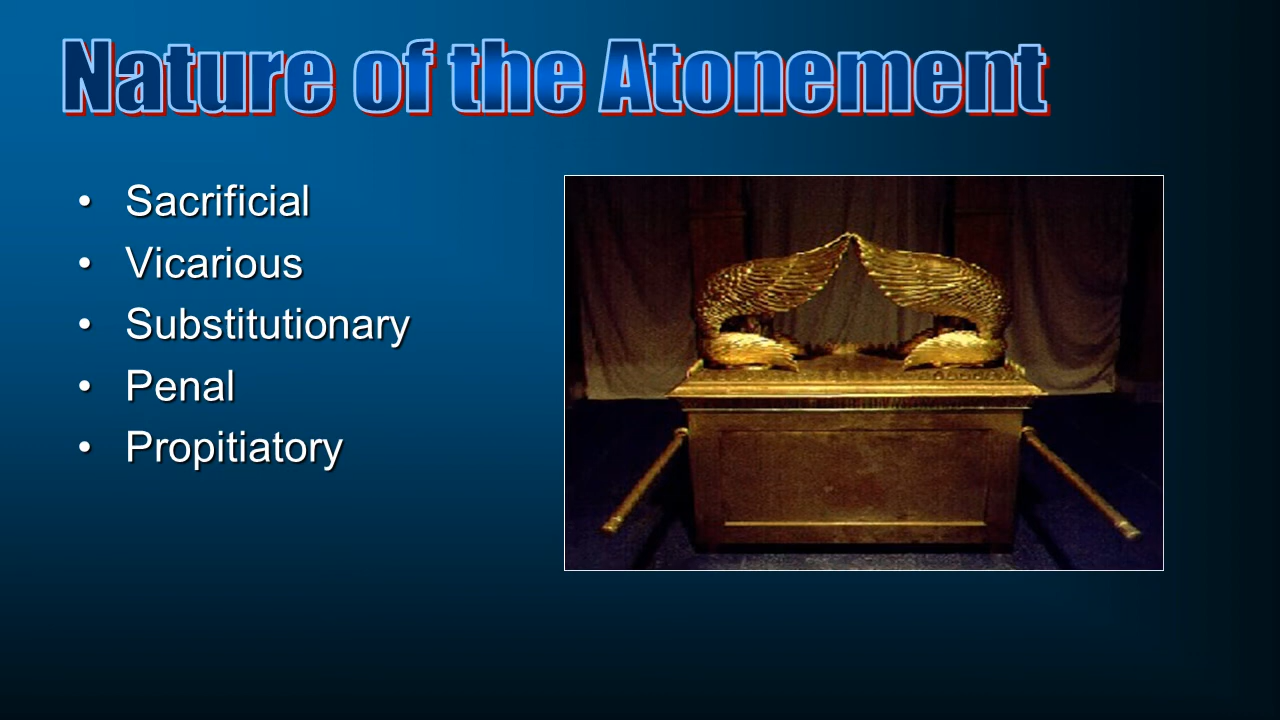 Nature of the Atonement
• Sacrificial
• Vicarious
• Substitutionary
• Penal
• Propitiatory